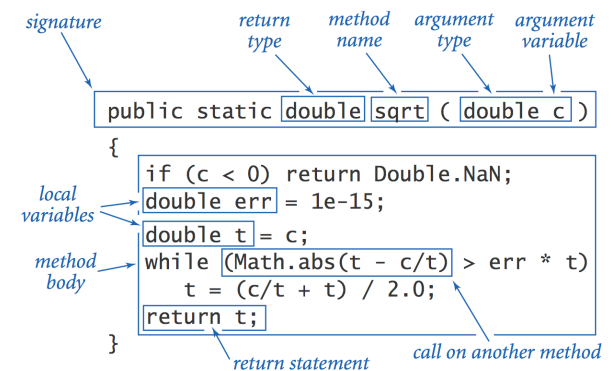 signature
return type
method name
argument type
argument variable
public static double sqrt ( double c )
{
if (c < 0) return Double.NaN;
double err = 1e-15;
double t = c;
while (Math.abs(t - c/t) > err * t)
t = (c/t + t) / 2.0;
return t;
}
local variables
method body
return statement
call on another method